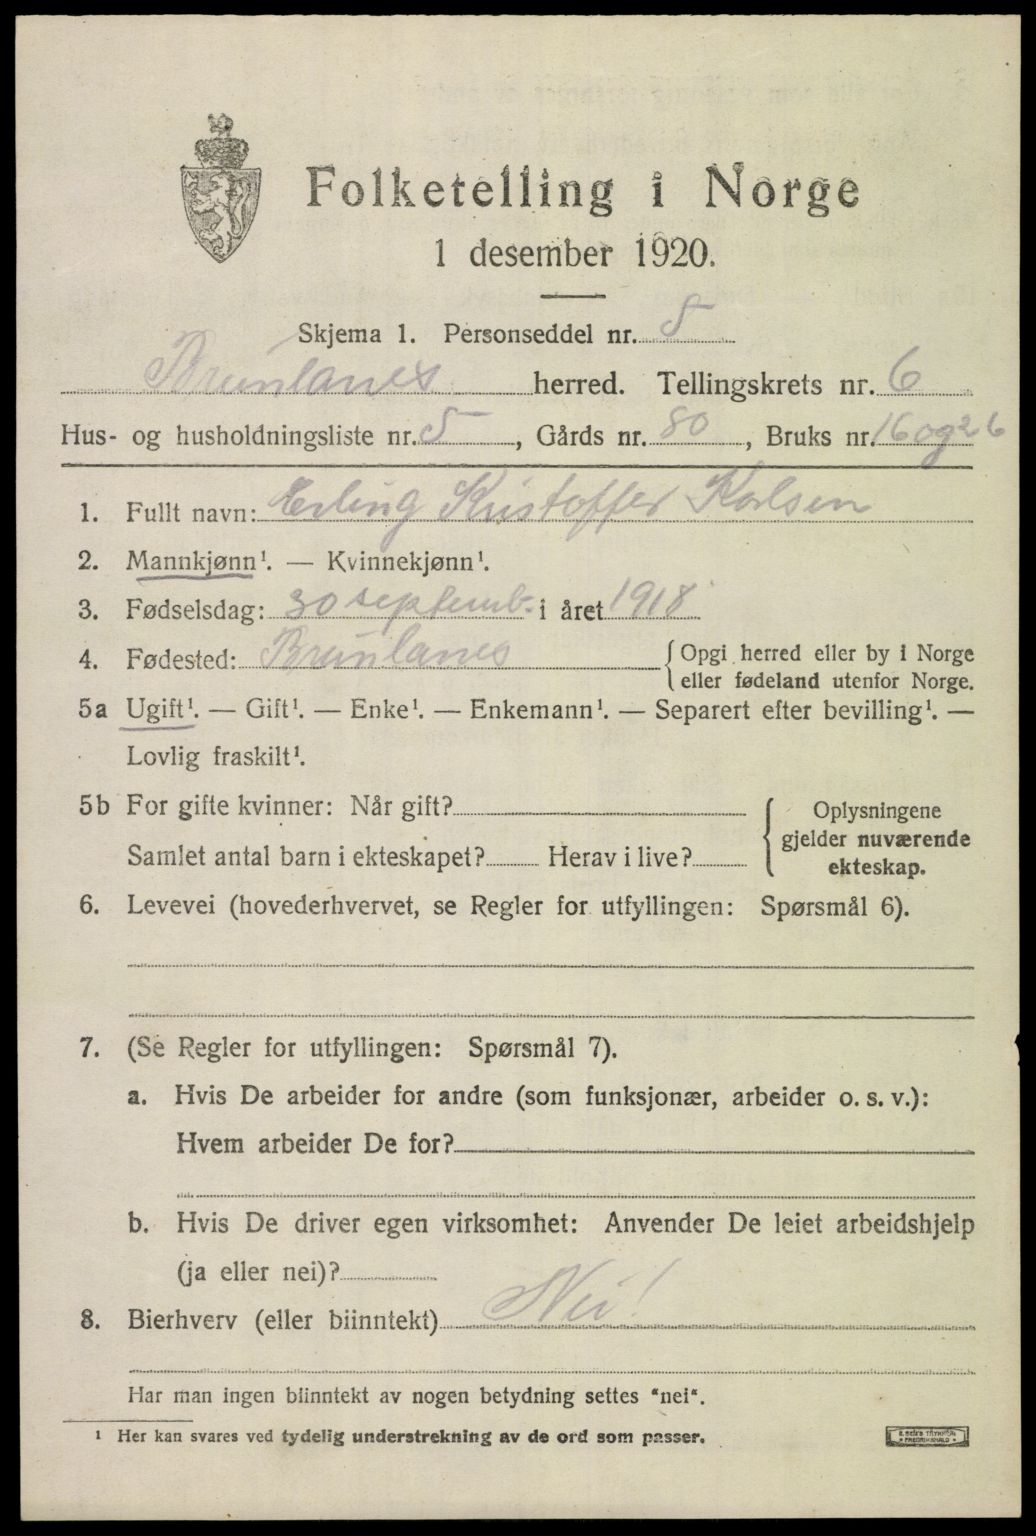 Folketelling i Norge
1 desember 1920.
Skjema 1. Personseddel nr. 5
Brunlanes herred. Tellingskrets nr. 6
Hus- og husholdningsliste nr. 5, Gårds nr. 80, Bruks nr. 16 og 26
1. Fullt navn: Erling Kristoffer Karlsen
2. Mannkjønn¹. — Kvinnekjønn¹.
3. Fødselsdag: 30 septemb. i året 1918
4. Fødested: Brunlanes {Opgi herred eller by i Norge
eller fødeland utenfor Norge.
5a Ugift¹. — Gift¹. — Enke¹. — Enkemann¹. — Separert efter bevilling¹. —
Lovlig fraskilt¹.
5b For gifte kvinner: Når gift?
Samlet antal barn i ekteskapet? Herav i live?
{Oplysningene
gjelder nuværende
ekteskap.
6. Levevei (hovederhvervet, se Regler for utfyllingen: Spørsmål 6).
7. (Se Regler for utfyllingen: Spørsmål 7).
a. Hvis De arbeider for andre (som funksjonær, arbeider o. s. v.):
Hvem arbeider De for?
b. Hvis De driver egen virksomhet: Anvender De leiet arbeidshjelp
(ja eller nei)?
8. Bierhverv (eller biinntekt) Nei!
Har man ingen biinntekt av nogen betydning settes "nei".
¹ Her kan svares ved tydelig understrekning av de ord som passer.